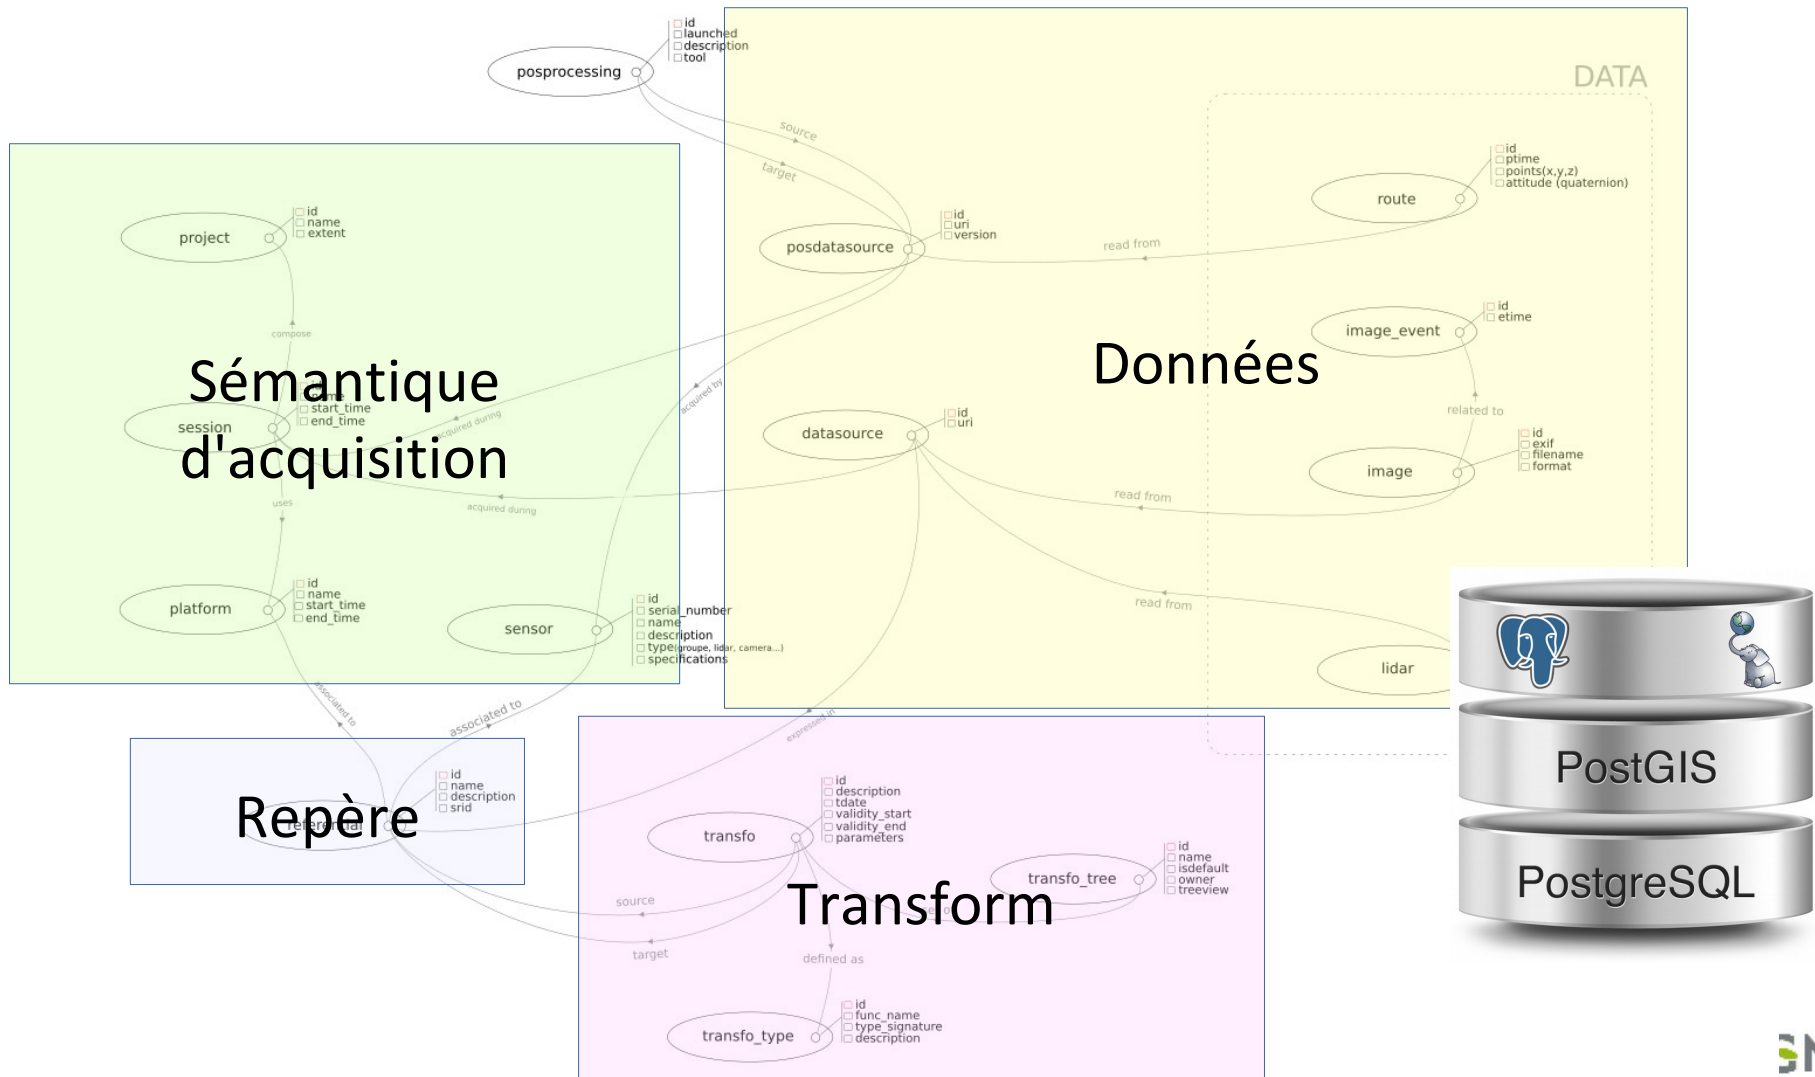 id
launched
description
tool
posprocessing
DATA
source
target
id
ptime
points(x,y,z)
attitude (quaternion)
route
id
name
extent
project
id
uri
version
posdatasource
read from
id
etime
image_event
compose
Sémantique
d'acquisition
Données
start_time
end_time
session
acquired during
acquired by
id
uri
datasource
related to
id
exif
filename
format
image
read from
uses
acquired during
id
name
start_time
end_time
platform
id
serial_number
name
description
type(groupe, lidar, camera...)
specifications
sensor
read from
lidar
associated to
associated to
expressed in
id
name
description
srid
Repère
id
description
tdate
validity_start
validity_end
parameters
transfo
id
name
isdefault
owner
treeview
transfo_tree
source
target
Transform
defined as
id
func_name
type_signature
description
transfo_type
PostGIS
PostgreSQL